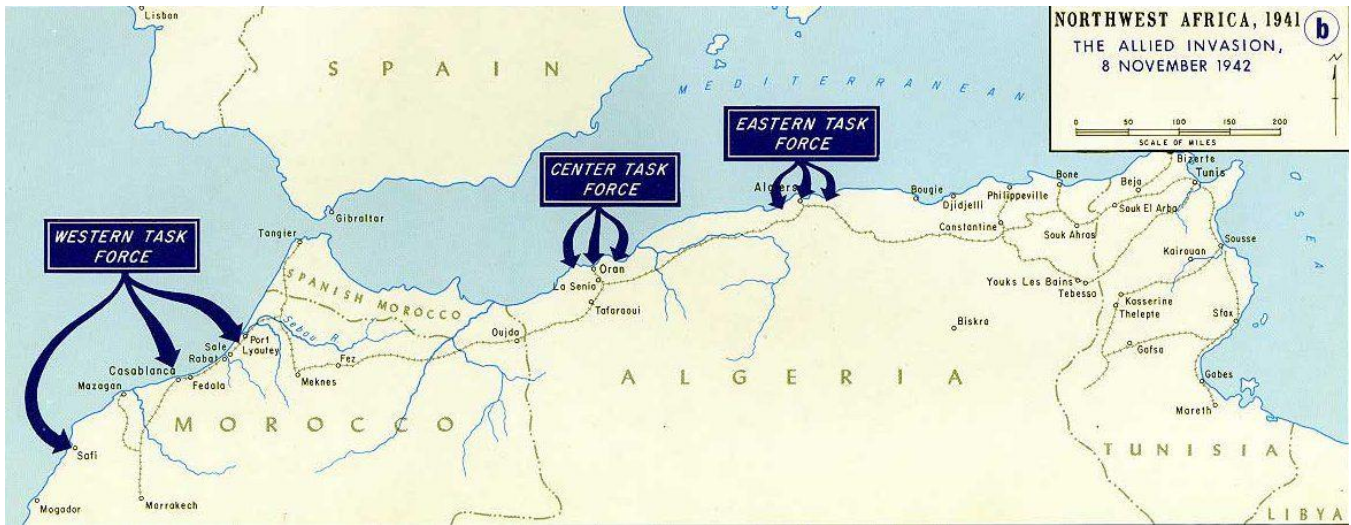 Lisbon
SPAIN
MEDITERRANEAN
SEA
NORTHWEST AFRICA, 1941
b
THE ALLIED INVASION,
8 NOVEMBER 1942
N
0 50 100 200
SCALE OF MILES
WESTERN TASK
FORCE
CENTER TASK
FORCE
EASTERN TASK
FORCE
Gibraltar
Tangier
SPANISH MOROCCO
Sebou R.
Port
Lyautey
Sale
Rabat
Casablanca
Fedala
Mazagan
Safi
Mogador
Marrakech
Meknes
Fez
Oujda
MOROCCO
Oran
La Senia
Tafaraoui
Algiers
Bougie
Djidjelli
Philippeville
Bone
Constantine
Souk Ahras
Beja
Souk El Arba
Bizerte
Tunis
Sousse
Kairouan
Youks Les Bains
Tebessa
Kasserine
Thelepte
Sfax
Gafsa
Gabes
Mareth
Biskra
ALGERIA
TUNISIA
LIBYA